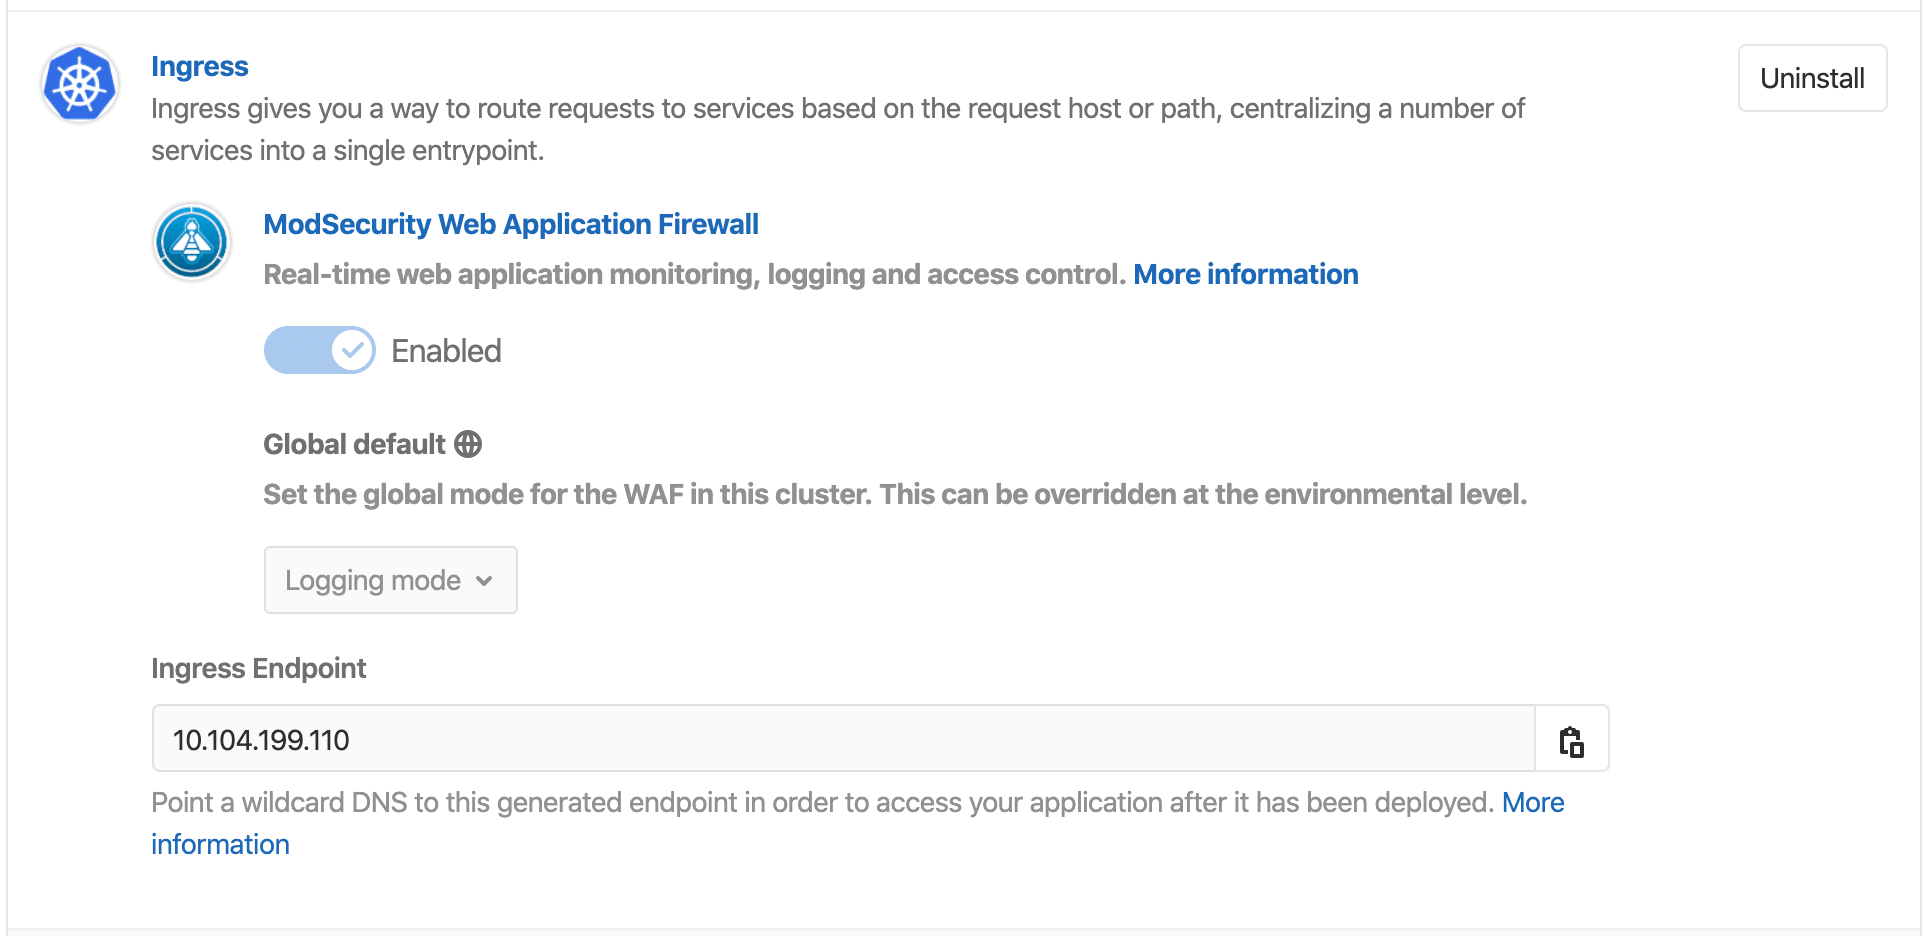 Ingress
Uninstall
Ingress gives you a way to route requests to services based on the request host or path, centralizing a number of
services into a single entrypoint.
ModSecurity Web Application Firewall
Real-time web application monitoring, logging and access control. More information
Enabled
Global default
Set the global mode for the WAF in this cluster. This can be overridden at the environmental level.
Logging mode
Ingress Endpoint
10.104.199.110
Point a wildcard DNS to this generated endpoint in order to access your application after it has been deployed. More
information